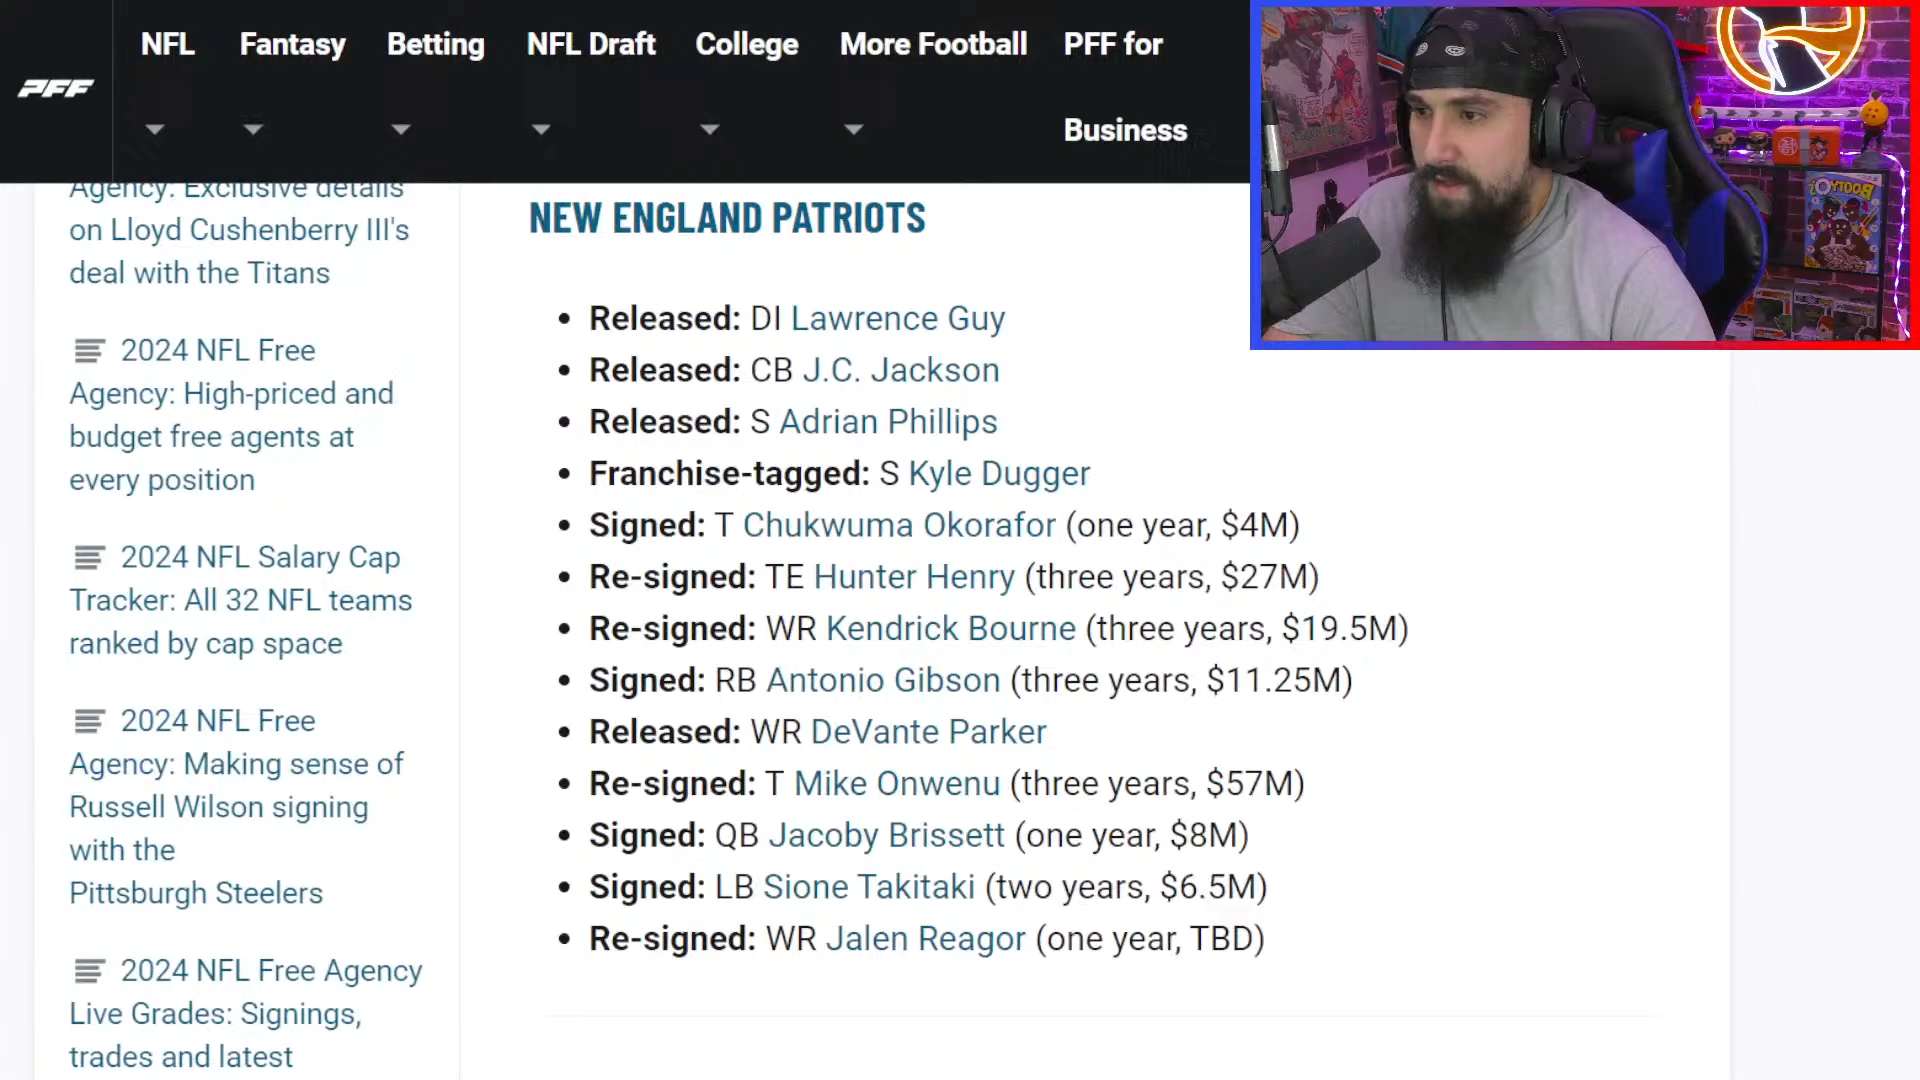 NFL
Fantasy
Betting
NFL Draft
College
More Football
PFF for
Business
PFF
Agency: Exclusive details
on Lloyd Cushenberry III's
deal with the Titans
2024 NFL Free
Agency: High-priced and
budget free agents at
every position
2024 NFL Salary Cap
Tracker: All 32 NFL teams
ranked by cap space
2024 NFL Free
Agency: Making sense of
Russell Wilson signing
with the
Pittsburgh Steelers
2024 NFL Free Agency
Live Grades: Signings,
trades and latest
NEW ENGLAND PATRIOTS
• Released: DI Lawrence Guy
• Released: CB J.C. Jackson
• Released: S Adrian Phillips
• Franchise-tagged: S Kyle Dugger
• Signed: T Chukwuma Okorafor (one year, $4M)
• Re-signed: TE Hunter Henry (three years, $27M)
• Re-signed: WR Kendrick Bourne (three years, $19.5M)
• Signed: RB Antonio Gibson (three years, $11.25M)
• Released: WR DeVante Parker
• Re-signed: T Mike Onwenu (three years, $57M)
• Signed: QB Jacoby Brissett (one year, $8M)
• Signed: LB Sione Takitaki (two years, $6.5M)
• Re-signed: WR Jalen Reagor (one year, TBD)